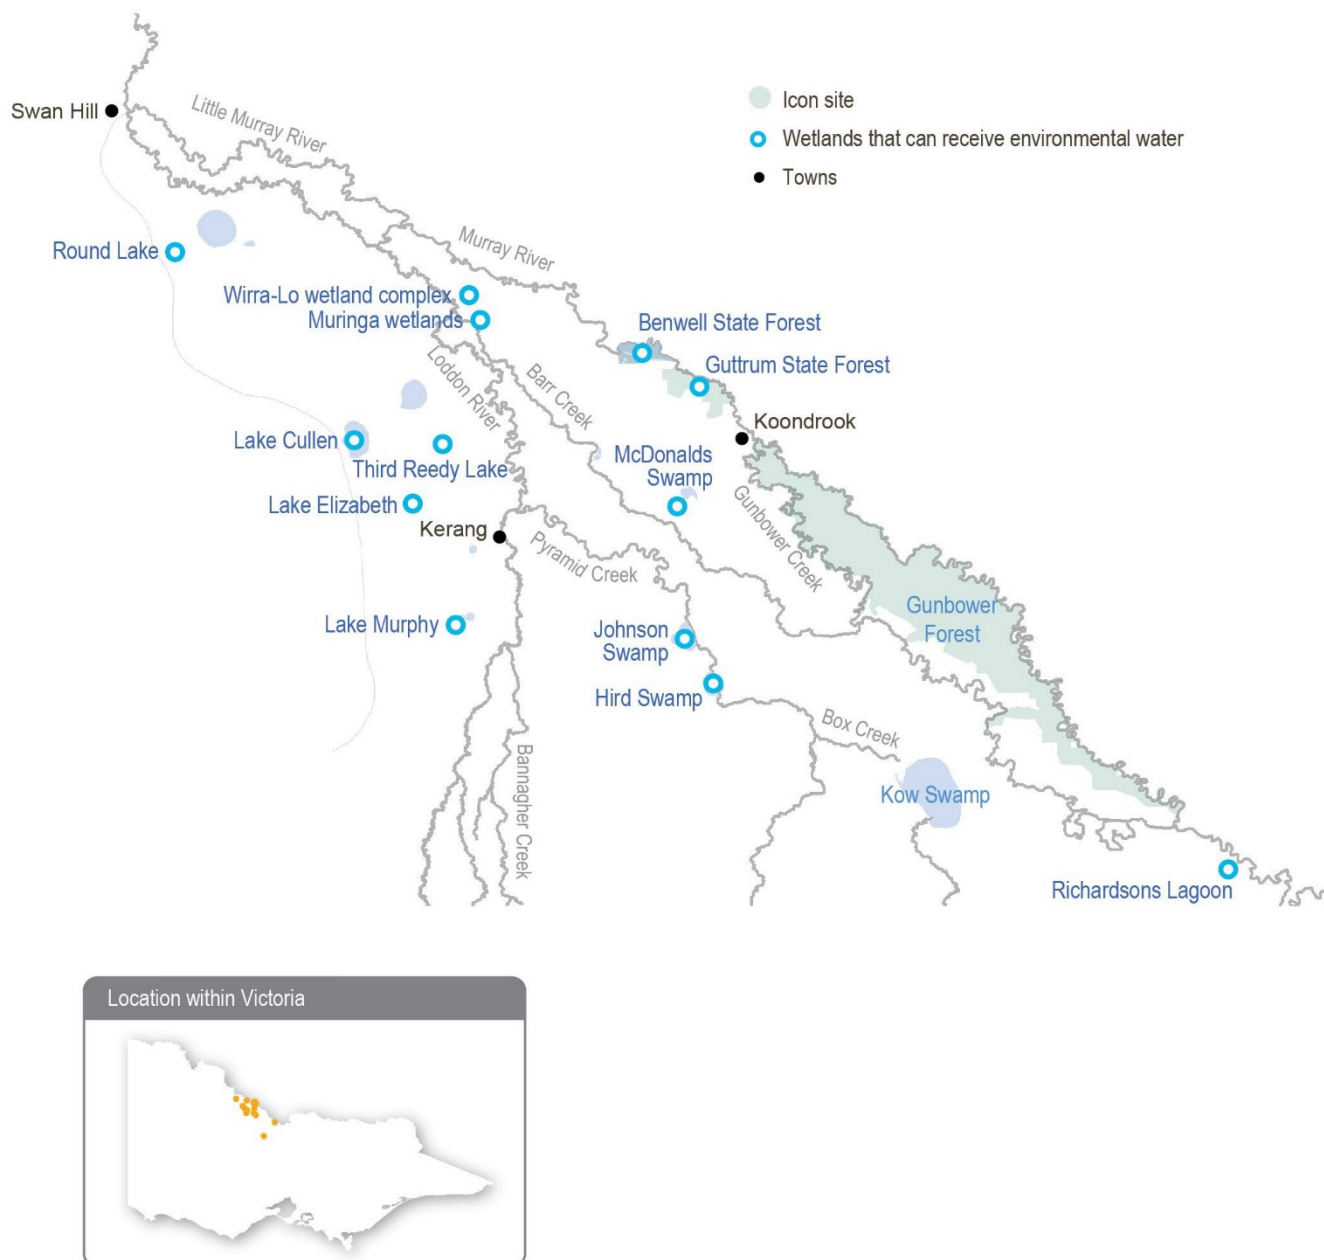 Swan Hill
Little Murray River
Icon site
Wetlands that can receive environmental water
Towns
Round Lake
Murray River
Wirra-Lo wetland complex
Muringa wetlands
Benwell State Forest
Guttrum State Forest
Loddon River
Barr Creek
Koondrook
Lake Cullen
Third Reedy Lake
McDonalds
Swamp
Lake Elizabeth
Gunbower Creek
Kerang
Pyramid Creek
Gunbower
Forest
Lake Murphy
Johnson
Swamp
Hird Swamp
Box Creek
Bannagher Creek
Kow Swamp
Richardsons Lagoon
Location within Victoria